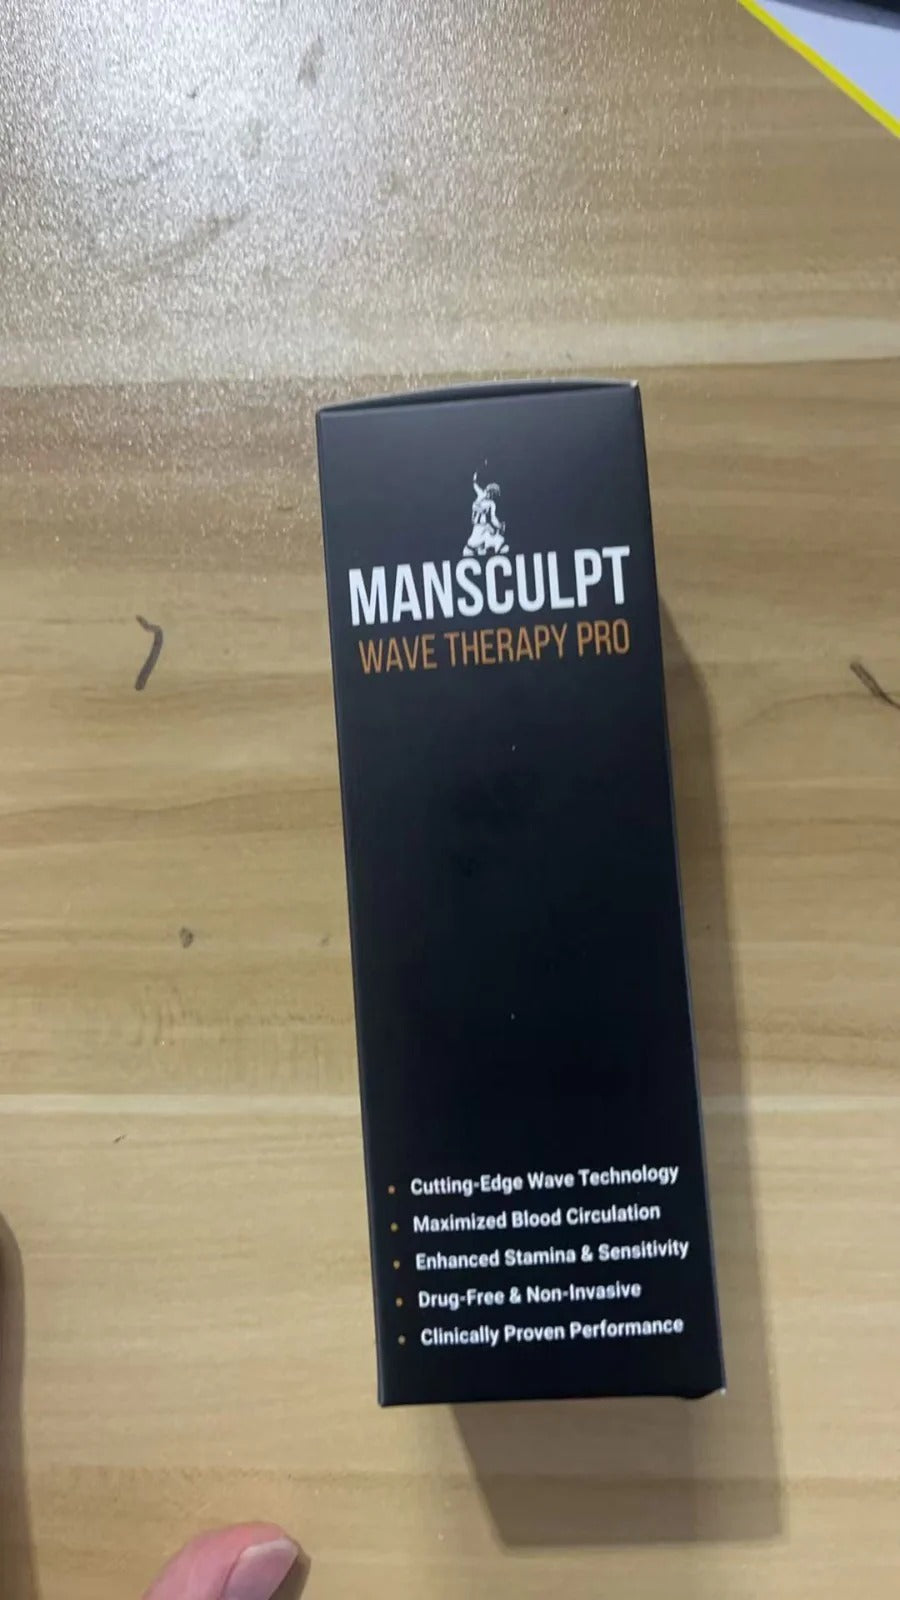 MANSCULPT
WAVE THERAPY PRO
• Cutting-Edge Wave Technology
• Maximized Blood Circulation
• Enhanced Stamina & Sensitivity
• Drug-Free & Non-Invasive
• Clinically Proven Performance